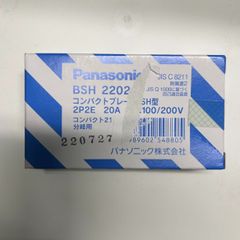 Panasonic
BSH 2202
JIS C 8211
コンパクトブレーカ SH型
2P2E 20A 100/200V
コンパクト21
分岐用
220727
9602 548805
パナソニック株式会社